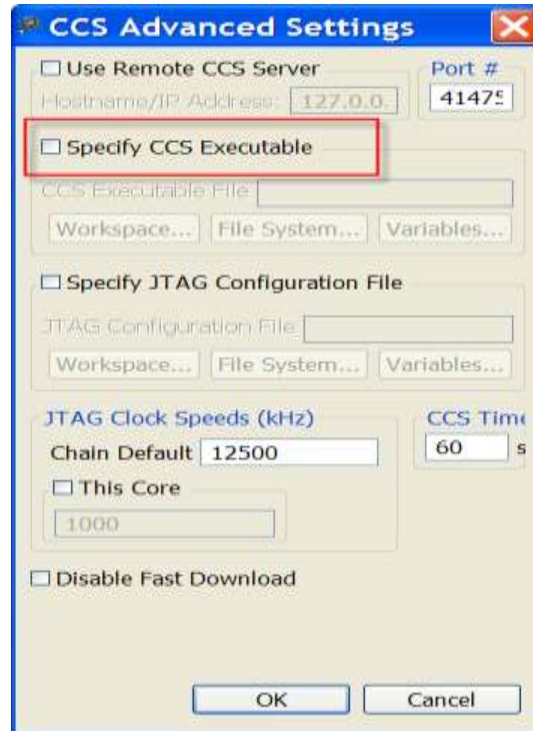 CCS Advanced Settings
Use Remote CCS Server
Port #
Hostname/IP Address: 127.0.0.
41475
Specify CCS Executable
CCS Executable File
Workspace... File System... Variables...
Specify JTAG Configuration File
JTAG Configuration File
Workspace... File System... Variables...
JTAG Clock Speeds (kHz)
CCS Time
Chain Default 12500
60 s
This Core
1000
Disable Fast Download
OK Cancel